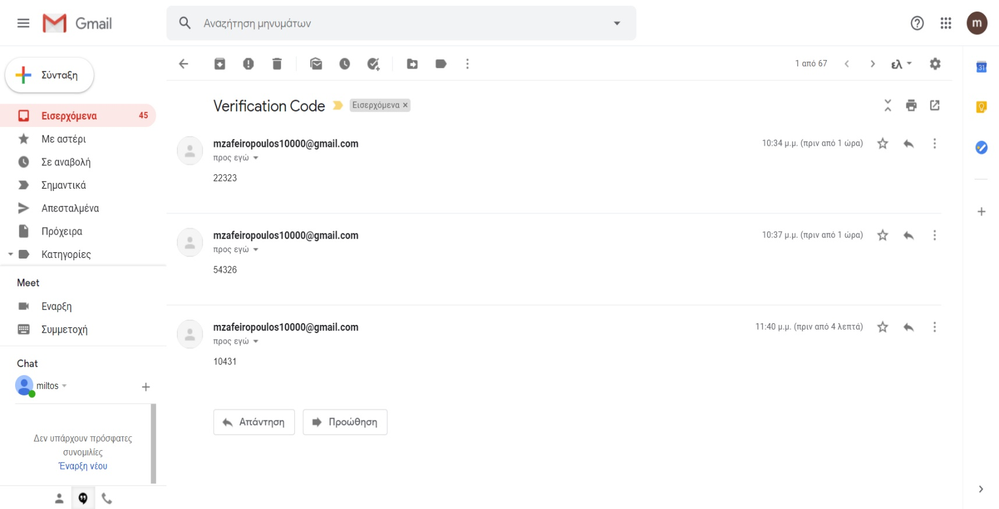 Gmail
Αναζήτηση μηνυμάτων
m
Σύνταξη
1 από 67
ελ
31
Verification Code
Εισερχόμενα ×
Εισερχόμενα 45
Με αστέρι
Σε αναβολή
Σημαντικά
Απεσταλμένα
Πρόχειρα
Κατηγορίες
Meet
Εναρξη
Συμμετοχή
Chat
miltos
Δεν υπάρχουν πρόσφατες
συνομιλίες
Έναρξη νέου
mzafeiropoulos10000@gmail.com
10:34 μ.μ. (πριν από 1 ώρα)
προς εγώ
22323
mzafeiropoulos10000@gmail.com
10:37 μ.μ. (πριν από 1 ώρα)
προς εγώ
54326
mzafeiropoulos10000@gmail.com
11:40 μ.μ. (πριν από 4 λεπτά)
προς εγώ
10431
Απάντηση
Προώθηση